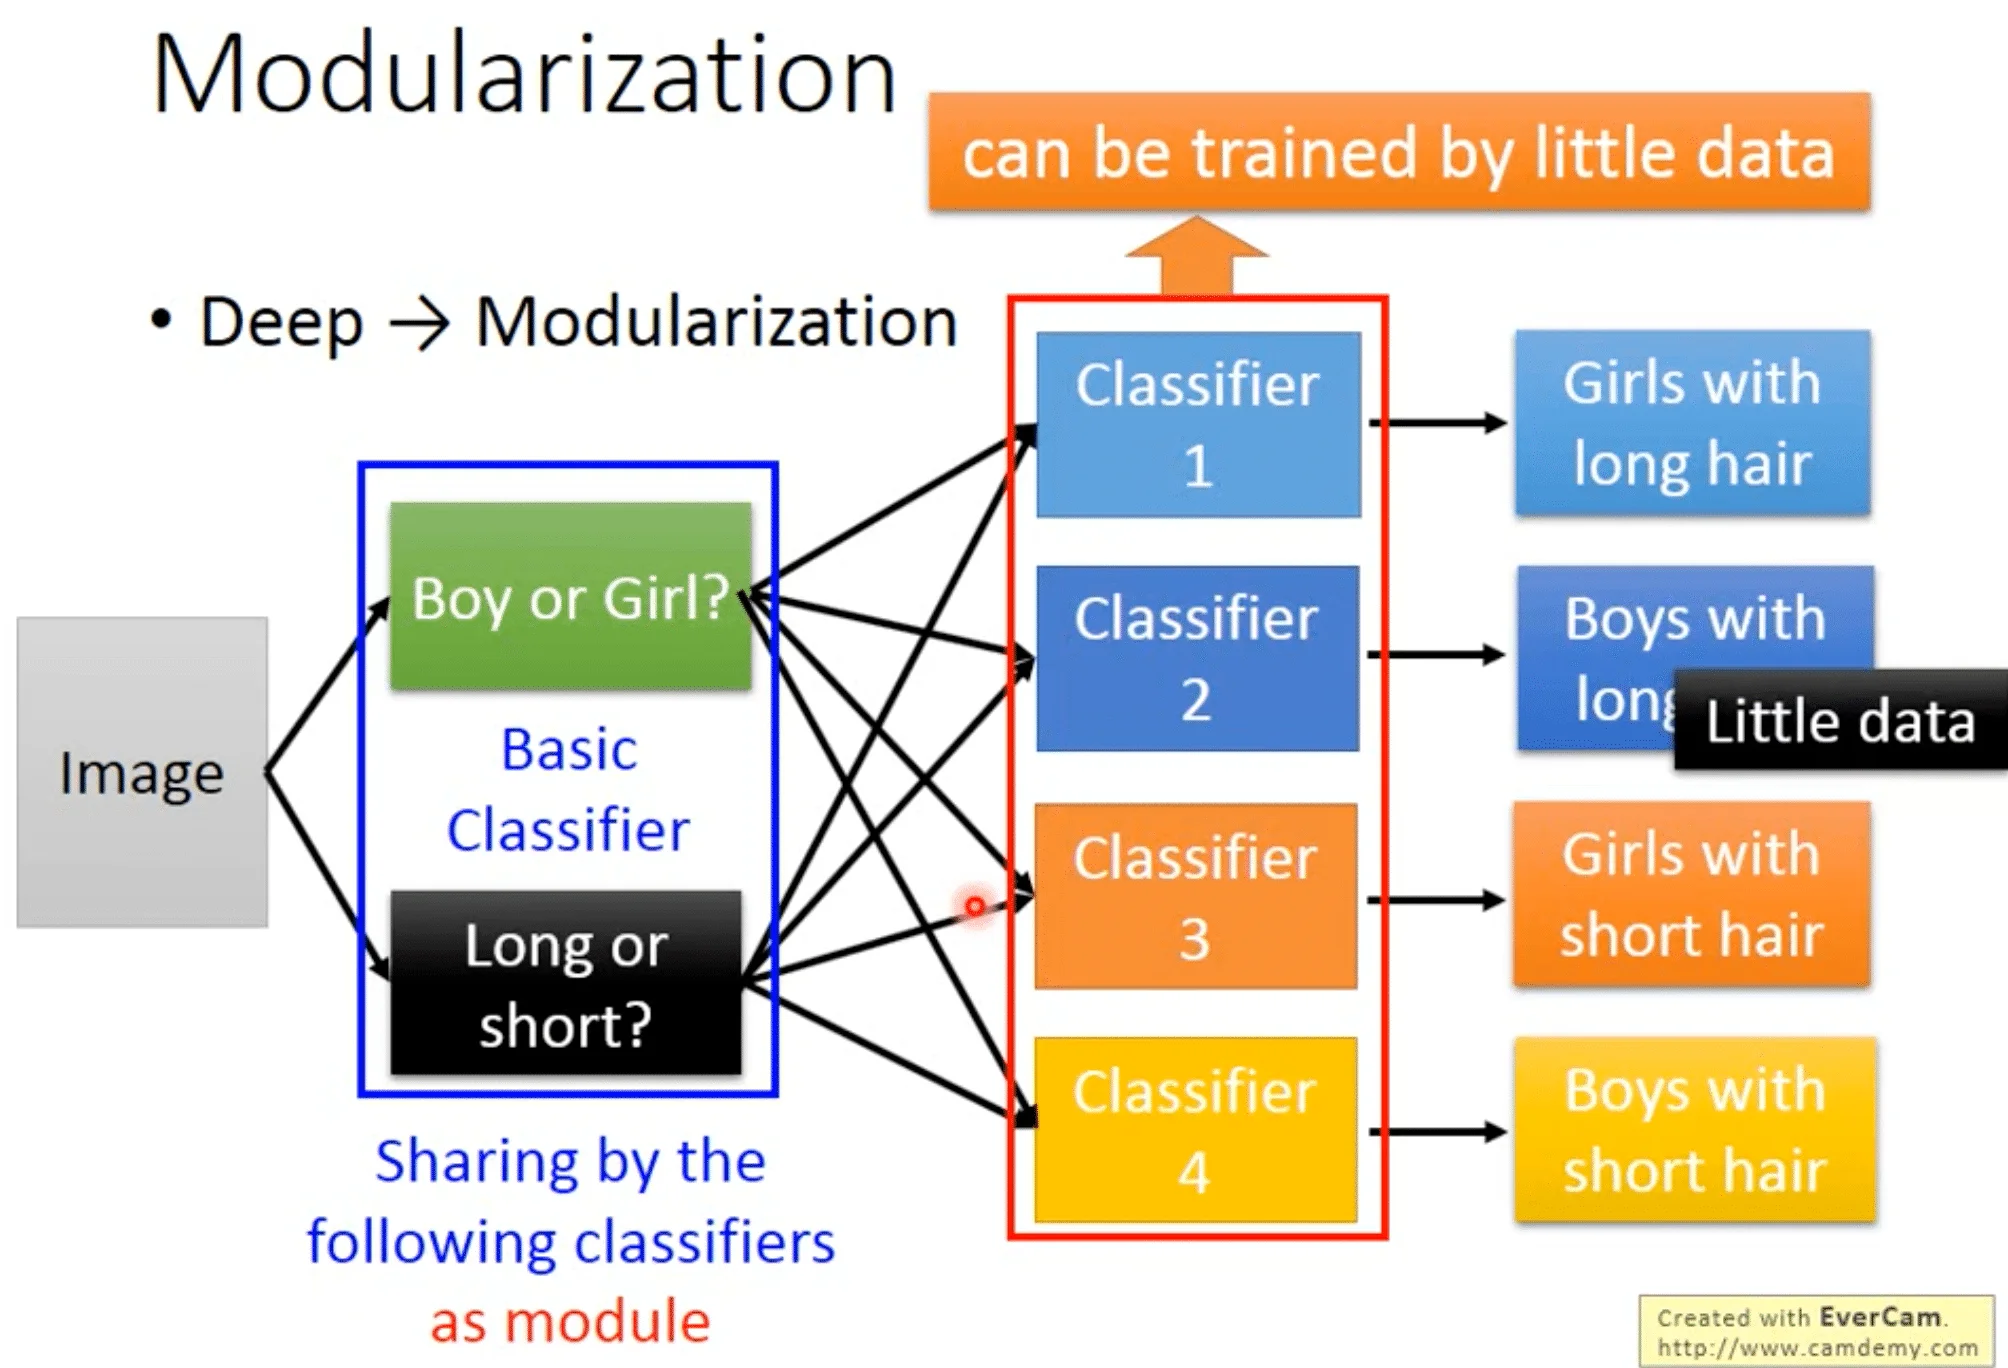 Modularization
can be trained by little data
• Deep → Modularization
Image
Boy or Girl?
Basic
Classifier
Long or
short?
Sharing by the
following classifiers
as module
Classifier
1
Classifier
2
Classifier
3
Classifier
4
Girls with
long hair
Boys with
long
Little data
Girls with
short hair
Boys with
short hair
Created with EverCam.
http://www.camdemy.com